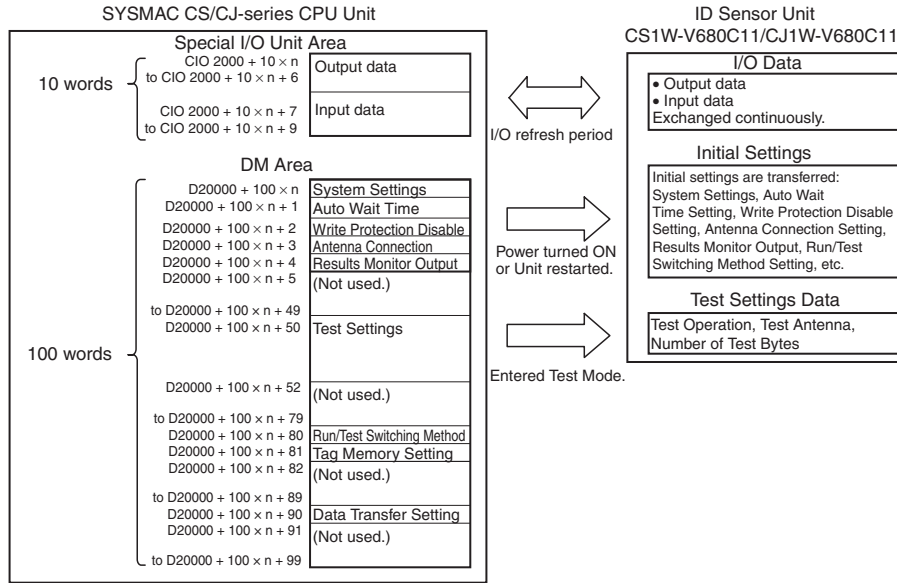 SYSMAC CS/CJ-series CPU Unit
Special I/O Unit Area
10 words
CIO 2000 + 10 × n
to CIO 2000 + 10 × n + 6
Output data
CIO 2000 + 10 × n + 7
to CIO 2000 + 10 × n + 9
Input data
DM Area
100 words
D20000 + 100 × n
System Settings
D20000 + 100 × n + 1
Auto Wait Time
D20000 + 100 × n + 2
Write Protection Disable
D20000 + 100 × n + 3
Antenna Connection
D20000 + 100 × n + 4
Results Monitor Output
D20000 + 100 × n + 5
(Not used.)
to D20000 + 100 × n + 49
D20000 + 100 × n + 50
Test Settings
D20000 + 100 × n + 52
(Not used.)
to D20000 + 100 × n + 79
D20000 + 100 × n + 80
Run/Test Switching Method
D20000 + 100 × n + 81
Tag Memory Setting
D20000 + 100 × n + 82
(Not used.)
to D20000 + 100 × n + 89
D20000 + 100 × n + 90
Data Transfer Setting
D20000 + 100 × n + 91
(Not used.)
to D20000 + 100 × n + 99
I/O refresh period
Power turned ON
or Unit restarted.
Entered Test Mode.
ID Sensor Unit
CS1W-V680C11/CJ1W-V680C11
I/O Data
• Output data
• Input data
Exchanged continuously.
Initial Settings
Initial settings are transferred:
System Settings, Auto Wait
Time Setting, Write Protection Disable
Setting, Antenna Connection Setting,
Results Monitor Output, Run/Test
Switching Method Setting, etc.
Test Settings Data
Test Operation, Test Antenna,
Number of Test Bytes